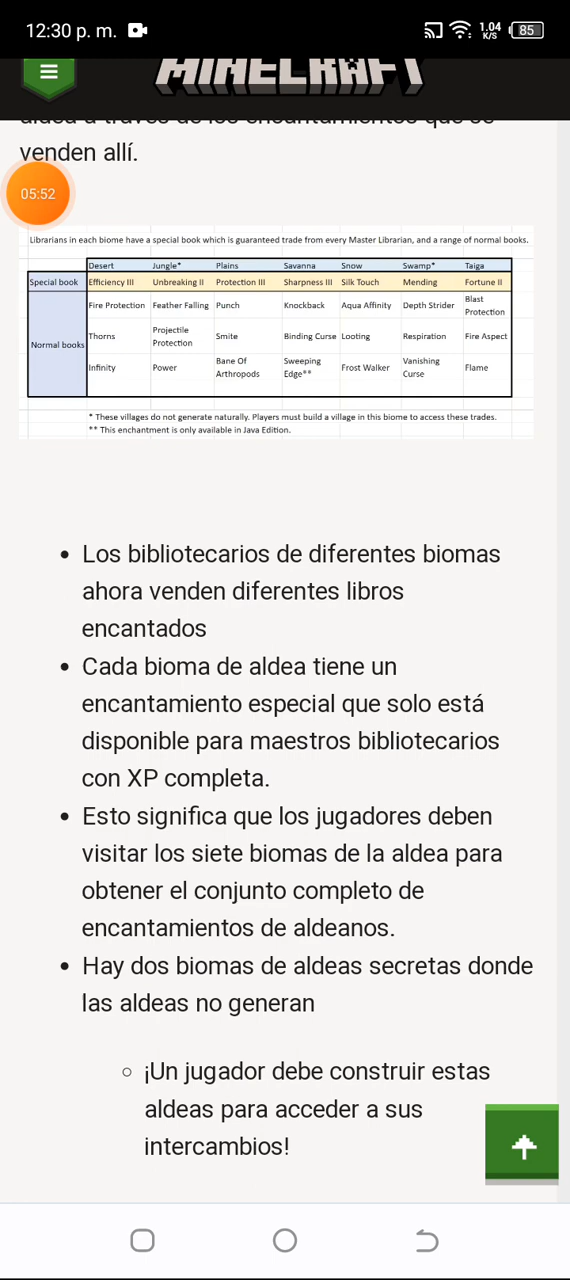 12:30 p. m. 1.04 K/S 85
MINECRAFT
aldea a través de los encantamientos que se
venden allí.
05:52
Librarians in each biome have a special book which is guaranteed trade from every Master Librarian, and a range of normal books.
Desert Jungle* Plains Savanna Snow Swamp* Taiga
Special book Efficiency III Unbreaking II Protection III Sharpness III Silk Touch Mending Fortune II
Normal books Fire Protection Feather Falling Punch Knockback Aqua Affinity Depth Strider Blast Protection
Thorns Projectile Protection Smite Binding Curse Looting Respiration Fire Aspect
Infinity Power Bane Of Arthropods Sweeping Edge** Frost Walker Vanishing Curse Flame
* These villages do not generate naturally. Players must build a village in this biome to access these trades.
** This enchantment is only available in Java Edition.
• Los bibliotecarios de diferentes biomas
ahora venden diferentes libros
encantados
• Cada bioma de aldea tiene un
encantamiento especial que solo está
disponible para maestros bibliotecarios
con XP completa.
• Esto significa que los jugadores deben
visitar los siete biomas de la aldea para
obtener el conjunto completo de
encantamientos de aldeanos.
• Hay dos biomas de aldeas secretas donde
las aldeas no generan
◦ ¡Un jugador debe construir estas
aldeas para acceder a sus
intercambios!